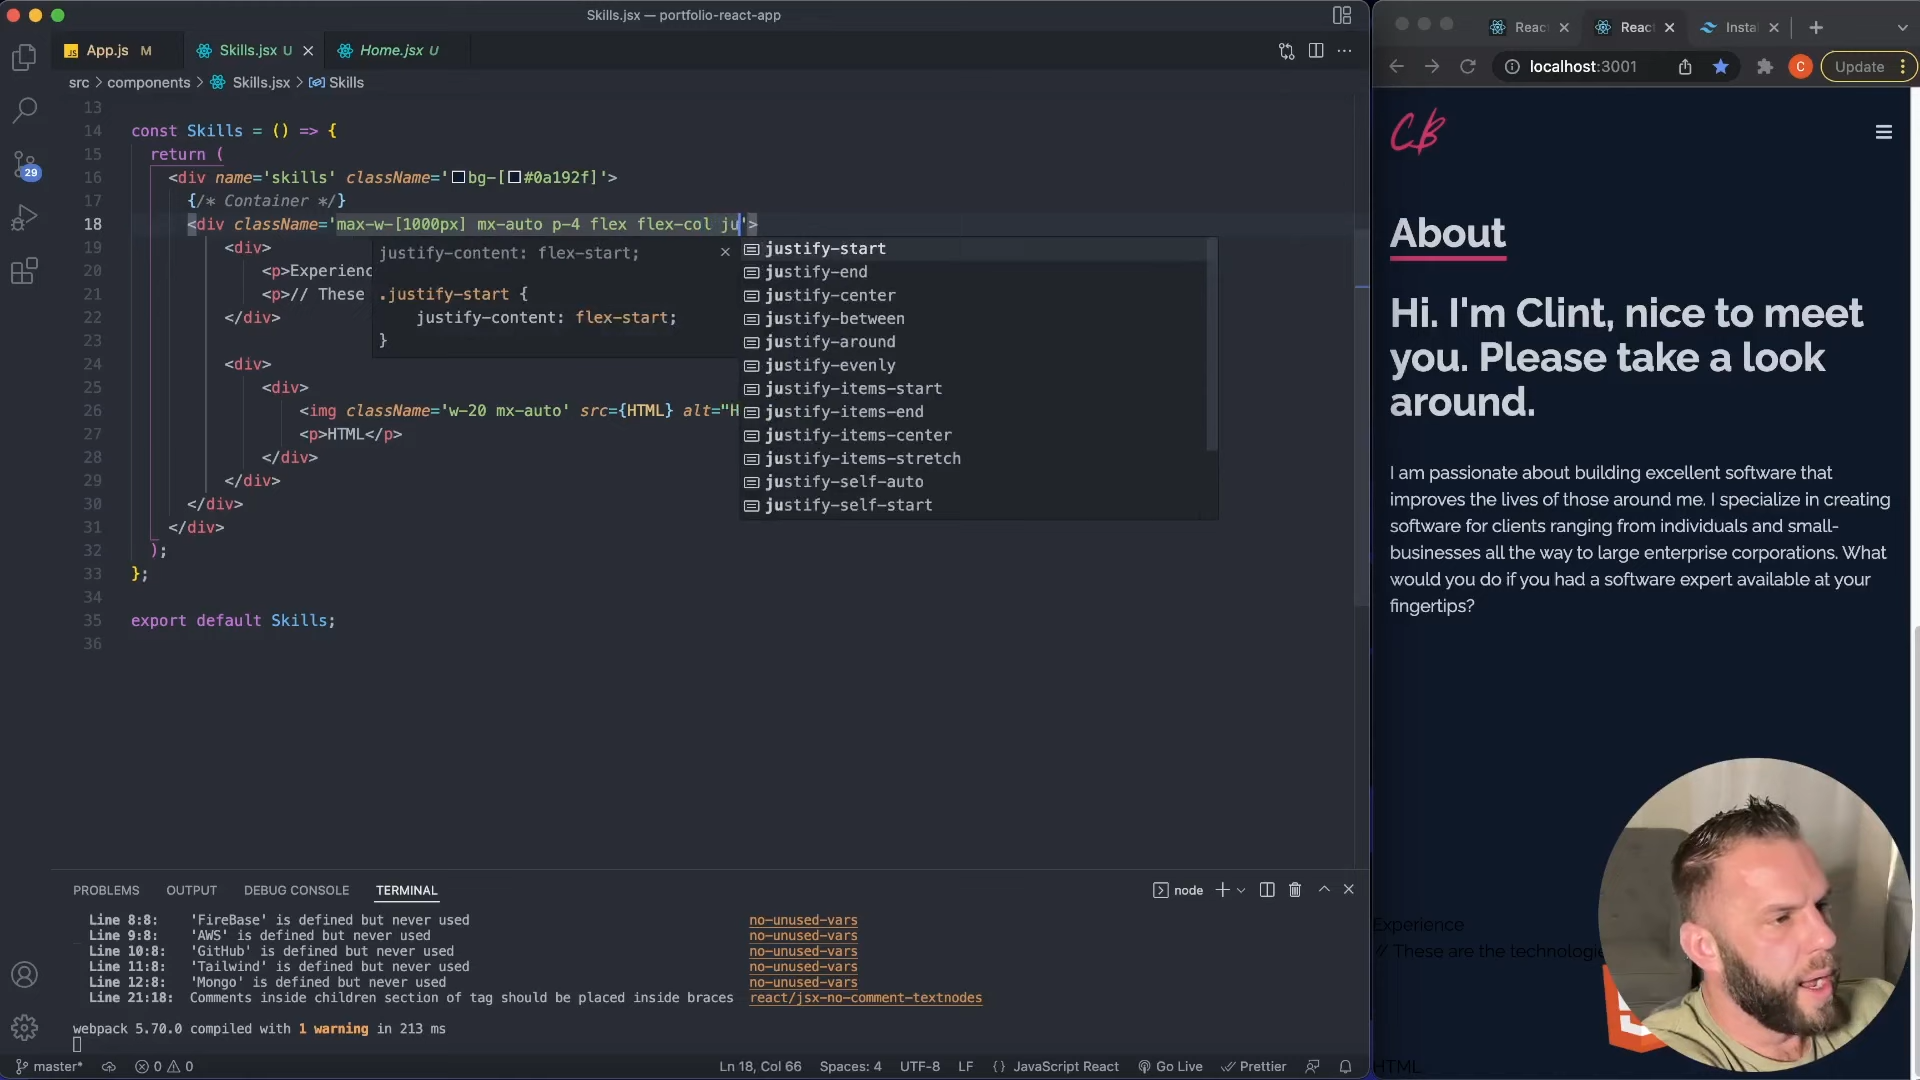 Skills.jsx — portfolio-react-app
App.js M
Skills.jsx U
Home.jsx U
src > components > Skills.jsx > Skills
13
14 const Skills = () => {
15 return (
16 <div name='skills' className='bg-[#0a192f]'>
17 {/* Container */}
18 <div className='max-w-[1000px] mx-auto p-4 flex flex-col ju'>
19 <div>
20 <p>Experienc
21 <p>// These
22 </div>
23
24 <div>
25 <div>
26 <img className='w-20 mx-auto' src={HTML} alt="H
27 <p>HTML</p>
28 </div>
29 </div>
30 </div>
31 </div>
32 );
33 };
34
35 export default Skills;
36
justify-content: flex-start;
.justify-start {
justify-content: flex-start;
}
justify-start
justify-end
justify-center
justify-between
justify-around
justify-evenly
justify-items-start
justify-items-end
justify-items-center
justify-items-stretch
justify-self-auto
justify-self-start
29
PROBLEMS OUTPUT DEBUG CONSOLE TERMINAL
node
Line 8:8: 'FireBase' is defined but never used no-unused-vars
Line 9:8: 'AWS' is defined but never used no-unused-vars
Line 10:8: 'GitHub' is defined but never used no-unused-vars
Line 11:8: 'Tailwind' is defined but never used no-unused-vars
Line 12:8: 'Mongo' is defined but never used no-unused-vars
Line 21:18: Comments inside children section of tag should be placed inside braces react/jsx-no-comment-textnodes
webpack 5.70.0 compiled with 1 warning in 213 ms
master* 0 0 Ln 18, Col 66 Spaces: 4 UTF-8 LF {} JavaScript React Go Live Prettier
Reac
Reac
Insta
localhost:3001
C
Update
CB
About
Hi. I'm Clint, nice to meet
you. Please take a look
around.
I am passionate about building excellent software that
improves the lives of those around me. I specialize in creating
software for clients ranging from individuals and small-
businesses all the way to large enterprise corporations. What
would you do if you had a software expert available at your
fingertips?
Experience
// These are the technologie
HTML